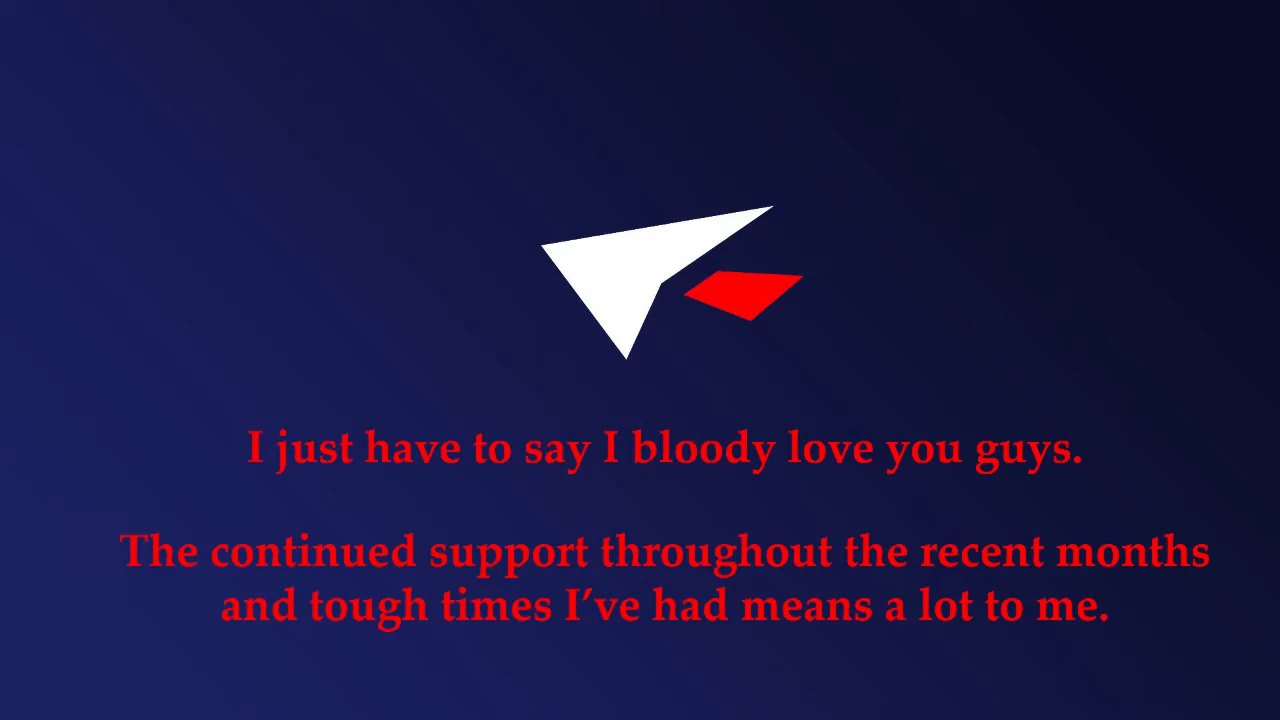 I just have to say I bloody love you guys.
The continued support throughout the recent months
and tough times I’ve had means a lot to me.